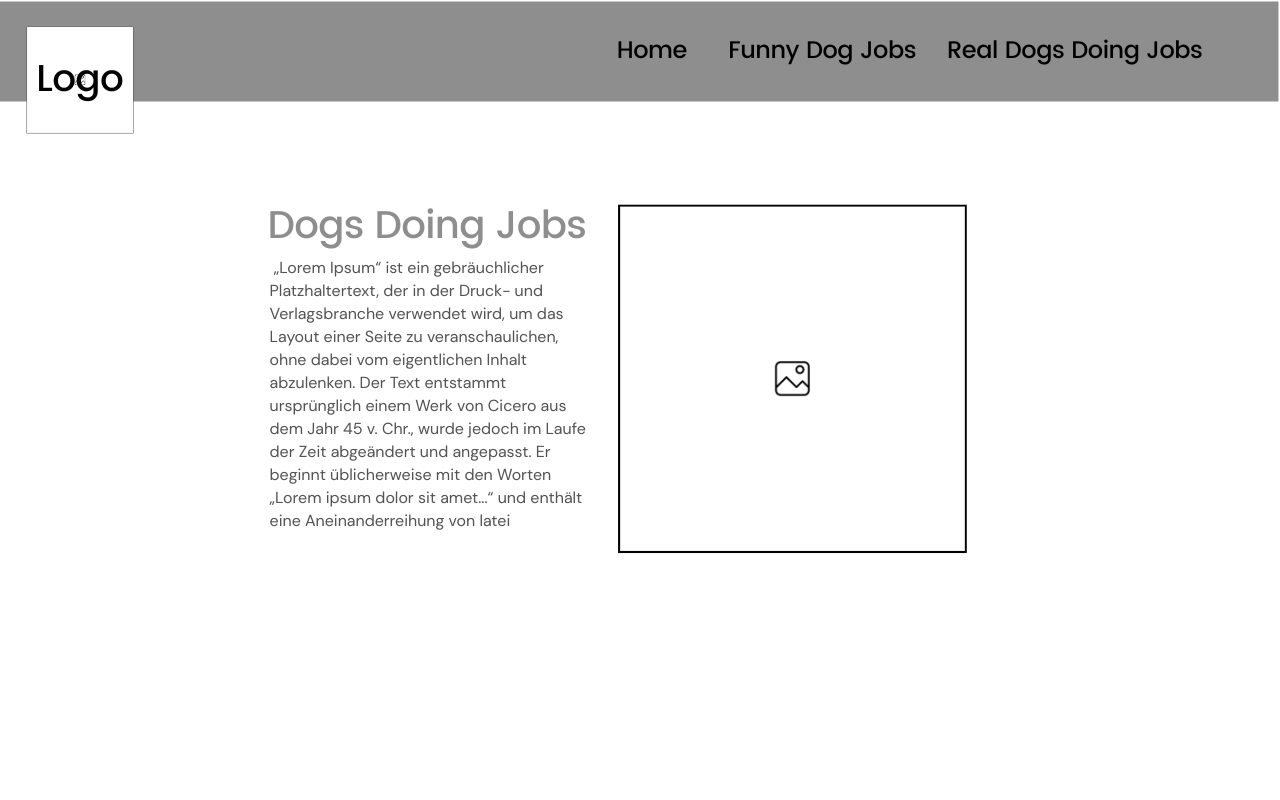 Logo
Home
Funny Dog Jobs
Real Dogs Doing Jobs
Dogs Doing Jobs
„Lorem Ipsum“ ist ein gebräuchlicher
Platzhaltertext, der in der Druck- und
Verlagsbranche verwendet wird, um das
Layout einer Seite zu veranschaulichen,
ohne dabei vom eigentlichen Inhalt
abzulenken. Der Text entstammt
ursprünglich einem Werk von Cicero aus
dem Jahr 45 v. Chr., wurde jedoch im Laufe
der Zeit abgeändert und angepasst. Er
beginnt üblicherweise mit den Worten
„Lorem ipsum dolor sit amet...“ und enthält
eine Aneinanderreihung von latei